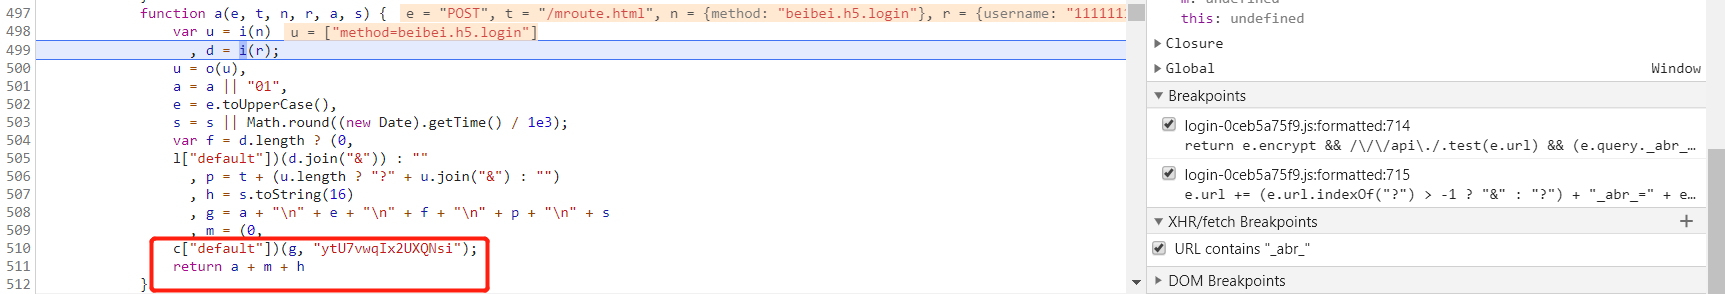 497 function a(e, t, n, r, a, s) { e = "POST", t = "/mroute.html", n = {method: "beibei.h5.login"}, r = {username: "1111111
498 var u = i(n) u = ["method=beibei.h5.login"]
499 , d = i(r);
500 u = o(u),
501 a = a || "01",
502 e = e.toUpperCase(),
503 s = s || Math.round((new Date).getTime() / 1e3);
504 var f = d.length ? (0,
505 l["default"])(d.join("&")) : ""
506 , p = t + (u.length ? "?" + u.join("&") : "")
507 , h = s.toString(16)
508 , g = a + "\n" + e + "\n" + f + "\n" + p + "\n" + s
509 , m = (0,
510 c["default"])(g, "ytU7vwqIx2UXQNsi");
511 return a + m + h
512 }
this: undefined
Closure
Global Window
Breakpoints
login-0ceb5a75f9.js:formatted:714
return e.encrypt && /\/\/api\./.test(e.url) && (e.query._abr_…
login-0ceb5a75f9.js:formatted:715
e.url += (e.url.indexOf("?") > -1 ? "&" : "?") + "_abr_=" + e…
XHR/fetch Breakpoints +
URL contains "_abr_"
DOM Breakpoints